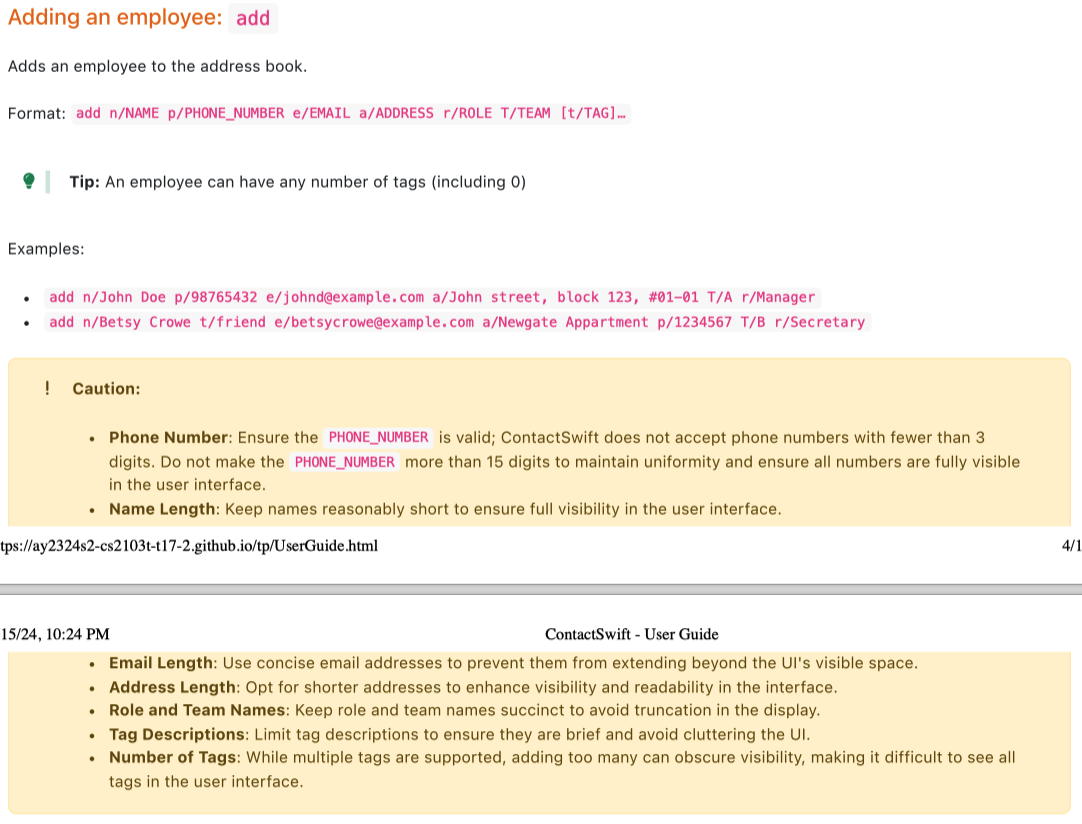 Adding an employee: add
Adds an employee to the address book.
Format: add n/NAME p/PHONE_NUMBER e/EMAIL a/ADDRESS r/ROLE T/TEAM [t/TAG]…
Tip: An employee can have any number of tags (including 0)
Examples:
• add n/John Doe p/98765432 e/johnd@example.com a/John street, block 123, #01-01 T/A r/Manager
• add n/Betsy Crowe t/friend e/betsycrowe@example.com a/Newgate Appartment p/1234567 T/B r/Secretary
! Caution:
• Phone Number: Ensure the PHONE_NUMBER is valid; ContactSwift does not accept phone numbers with fewer than 3
digits. Do not make the PHONE_NUMBER more than 15 digits to maintain uniformity and ensure all numbers are fully visible
in the user interface.
• Name Length: Keep names reasonably short to ensure full visibility in the user interface.
tps://ay2324s2-cs2103t-t17-2.github.io/tp/UserGuide.html 4/1
15/24, 10:24 PM ContactSwift - User Guide
• Email Length: Use concise email addresses to prevent them from extending beyond the UI's visible space.
• Address Length: Opt for shorter addresses to enhance visibility and readability in the interface.
• Role and Team Names: Keep role and team names succinct to avoid truncation in the display.
• Tag Descriptions: Limit tag descriptions to ensure they are brief and avoid cluttering the UI.
• Number of Tags: While multiple tags are supported, adding too many can obscure visibility, making it difficult to see all
tags in the user interface.